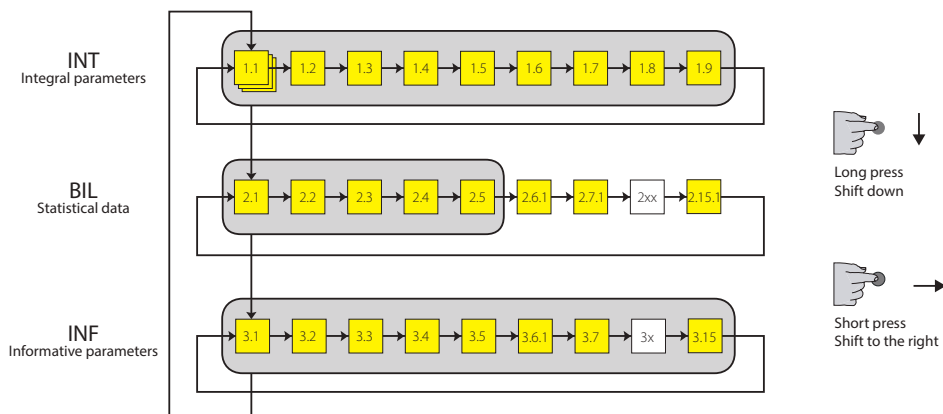 INT
Integral parameters
1.1 1.2 1.3 1.4 1.5 1.6 1.7 1.8 1.9
Long press
Shift down
BIL
Statistical data
2.1 2.2 2.3 2.4 2.5 2.6.1 2.7.1 2xx 2.15.1
Short press
Shift to the right
INF
Informative parameters
3.1 3.2 3.3 3.4 3.5 3.6.1 3.7 3x 3.15